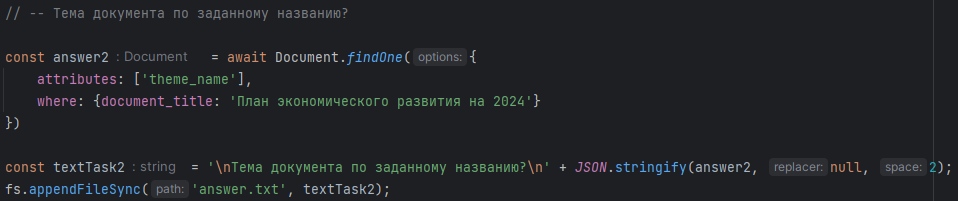 // -- Тема документа по заданному названию?
const answer2 : Document = await Document.findOne( options: {
attributes: ['theme_name'],
where: {document_title: 'План экономического развития на 2024'}
})
const textTask2 : string = '\nТема документа по заданному названию?\n' + JSON.stringify(answer2, replacer: null, space: 2);
fs.appendFileSync( path: 'answer.txt', textTask2);